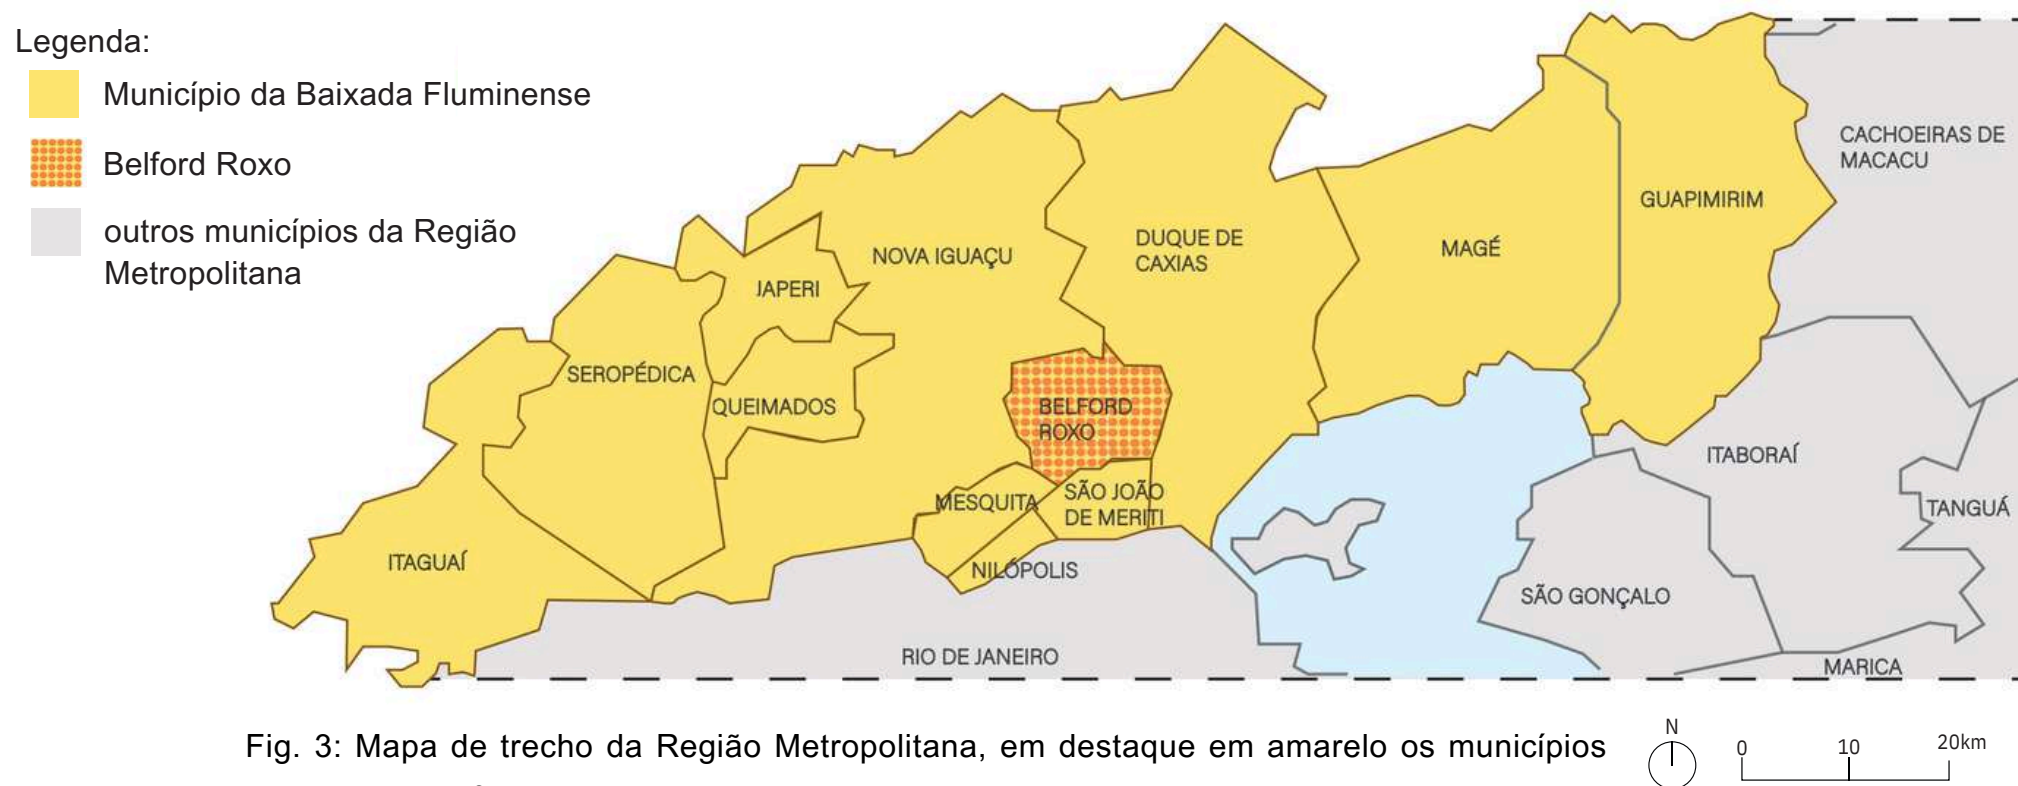 Legenda:
Município da Baixada Fluminense
Belford Roxo
outros municípios da Região
Metropolitana
CACHOEIRAS DE
MACACU
GUAPIMIRIM
DUQUE DE
CAXIAS
MAGÉ
NOVA IGUAÇU
JAPERI
SEROPÉDICA
QUEIMADOS
BELFORD
ROXO
ITABORAÍ
MESQUITA
SÃO JOÃO
DE MERITI
TANGUÁ
ITAGUAÍ
NILÓPOLIS
SÃO GONÇALO
RIO DE JANEIRO
MARICA
Fig. 3: Mapa de trecho da Região Metropolitana, em destaque em amarelo os municípios
N
0 10 20km